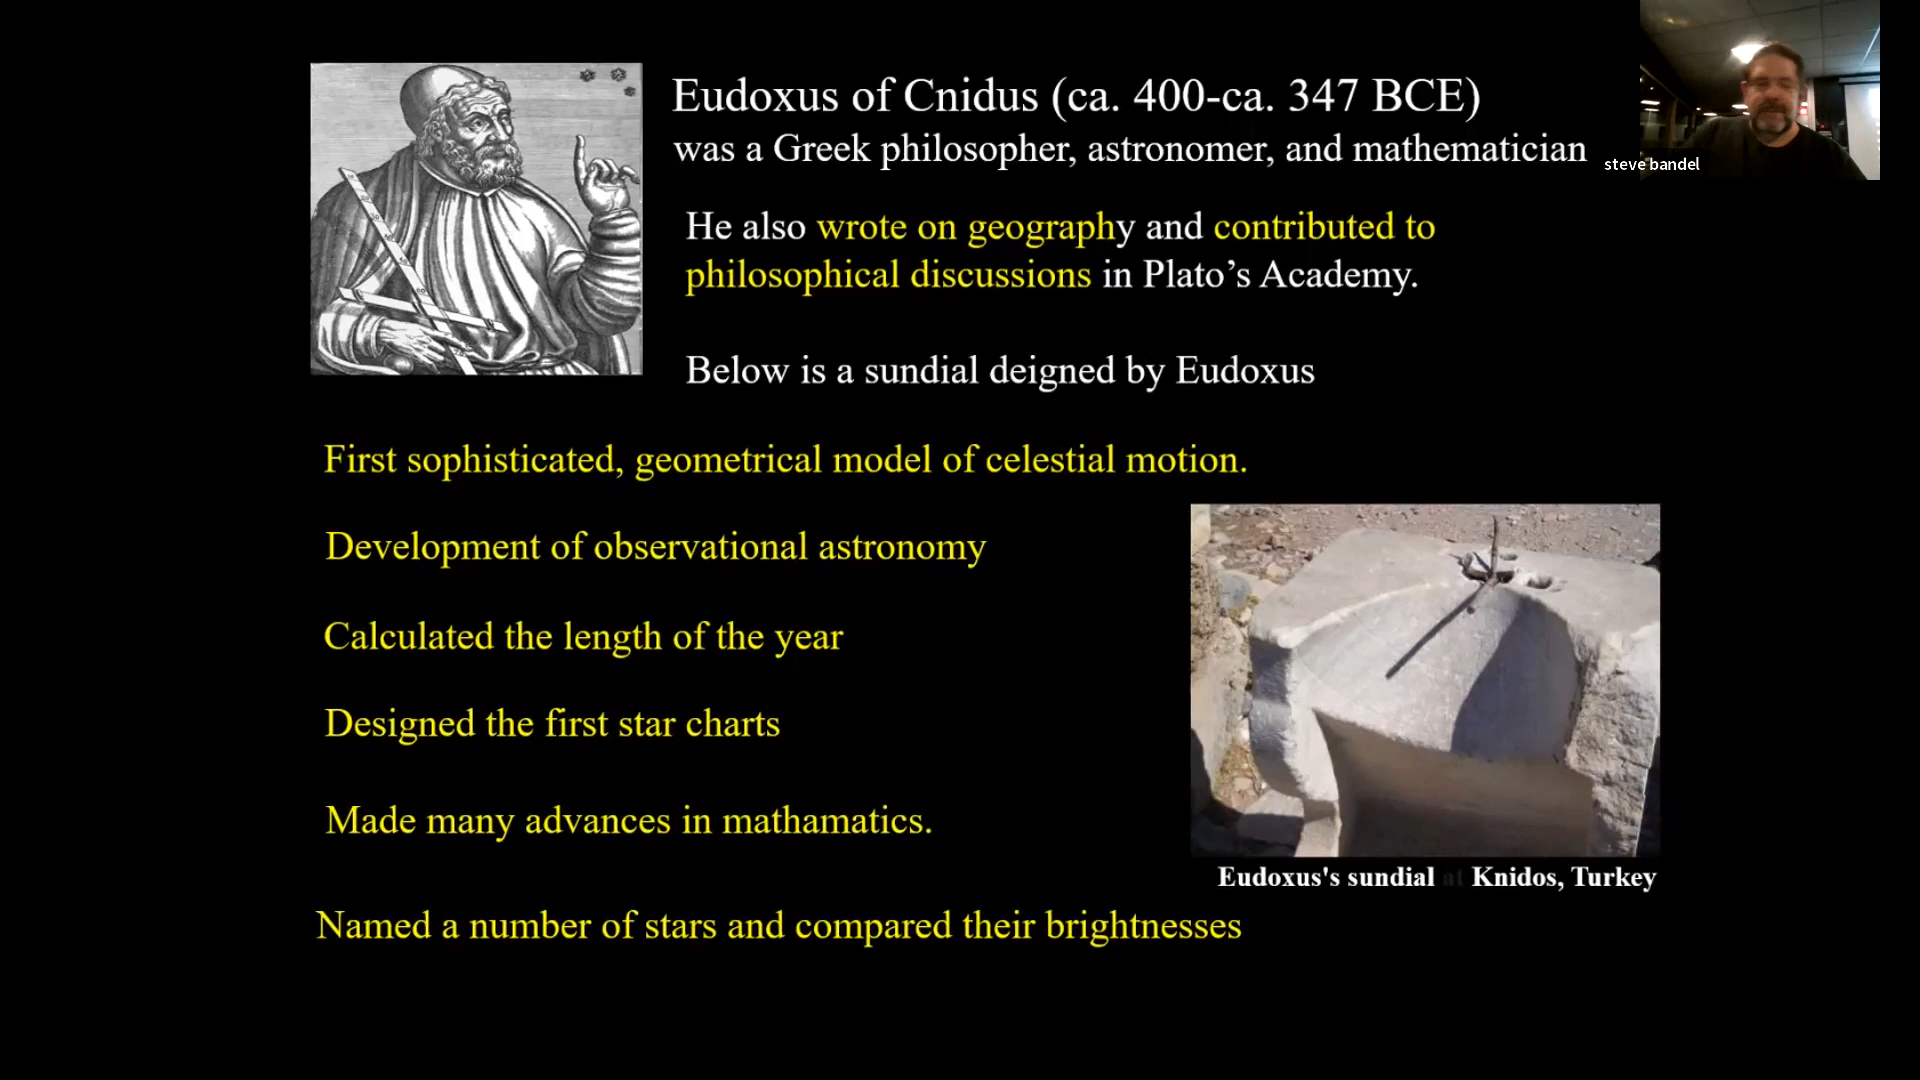 Eudoxus of Cnidus (ca. 400-ca. 347 BCE)
was a Greek philosopher, astronomer, and mathematician
steve bandel
He also wrote on geography and contributed to
philosophical discussions in Plato’s Academy.
Below is a sundial deigned by Eudoxus
First sophisticated, geometrical model of celestial motion.
Development of observational astronomy
Calculated the length of the year
Designed the first star charts
Made many advances in mathamatics.
Eudoxus's sundial at Knidos, Turkey
Named a number of stars and compared their brightnesses